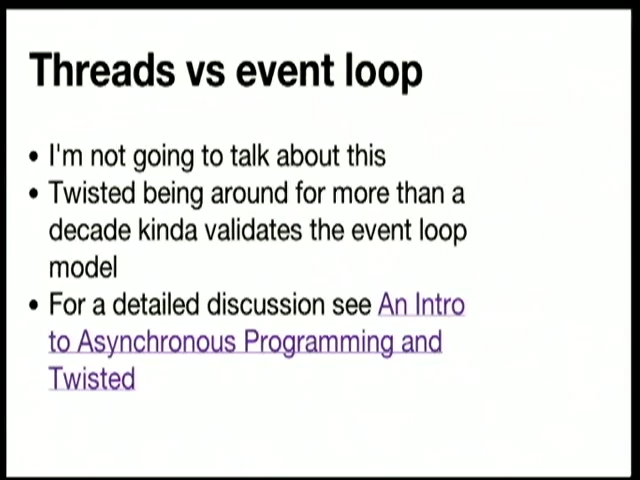 Threads vs event loop
• I'm not going to talk about this
• Twisted being around for more than a
decade kinda validates the event loop
model
• For a detailed discussion see An Intro
to Asynchronous Programming and
Twisted